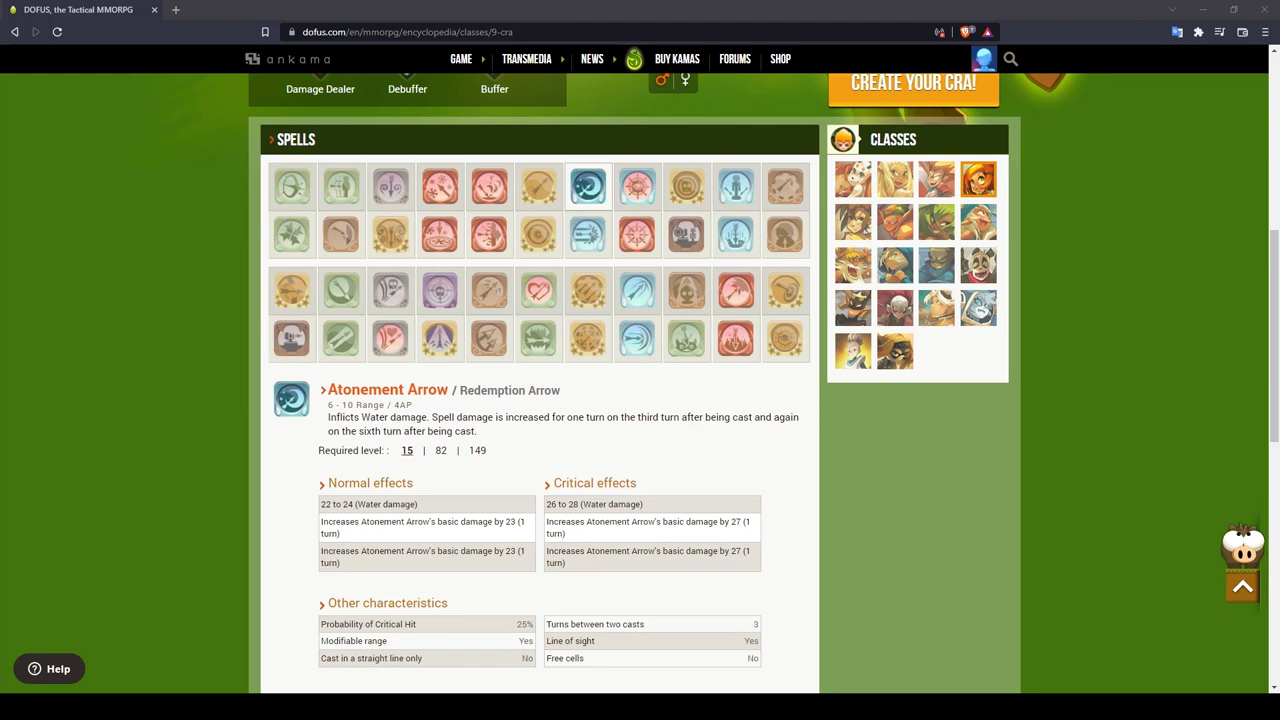 DOFUS, the Tactical MMORPG
dofus.com/en/mmorpg/encyclopedia/classes/9-cra
ankama
GAME
TRANSMEDIA
NEWS
BUY KAMAS
FORUMS
SHOP
Damage Dealer
Debuffer
Buffer
CREATE YOUR CRA!
SPELLS
CLASSES
Atonement Arrow / Redemption Arrow
6 - 10 Range / 4AP
Inflicts Water damage. Spell damage is increased for one turn on the third turn after being cast and again
on the sixth turn after being cast.
Required level: : 15 | 82 | 149
Normal effects
22 to 24 (Water damage)
Increases Atonement Arrow's basic damage by 23 (1
turn)
Increases Atonement Arrow's basic damage by 23 (1
turn)
Critical effects
26 to 28 (Water damage)
Increases Atonement Arrow's basic damage by 27 (1
turn)
Increases Atonement Arrow's basic damage by 27 (1
turn)
Other characteristics
Probability of Critical Hit 25%
Modifiable range Yes
Cast in a straight line only No
Turns between two casts 3
Line of sight Yes
Free cells No
Help